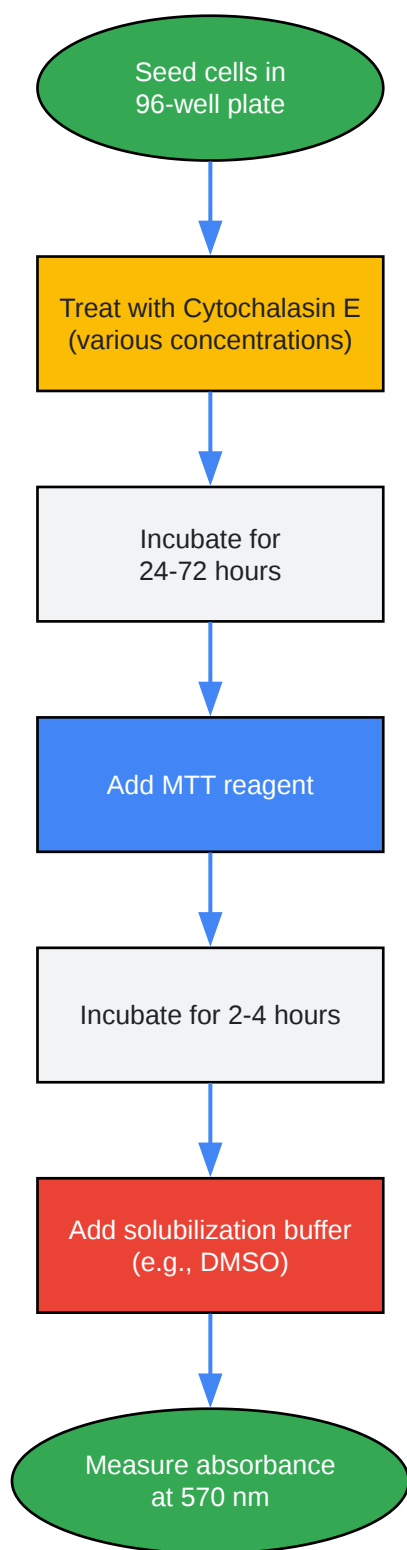 Seed cells in
96-well plate
Treat with Cytochalasin E
(various concentrations)
Incubate for
24-72 hours
Add MTT reagent
Incubate for 2-4 hours
Add solubilization buffer
(e.g., DMSO)
Measure absorbance
at 570 nm